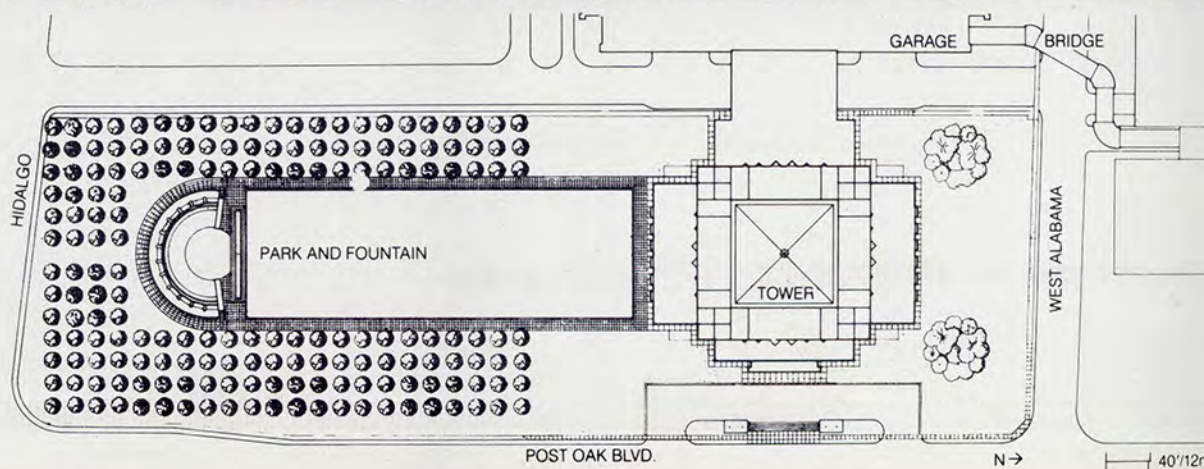 GARAGE
BRIDGE
HIDALGO
PARK AND FOUNTAIN
TOWER
WEST ALABAMA
POST OAK BLVD.
N→